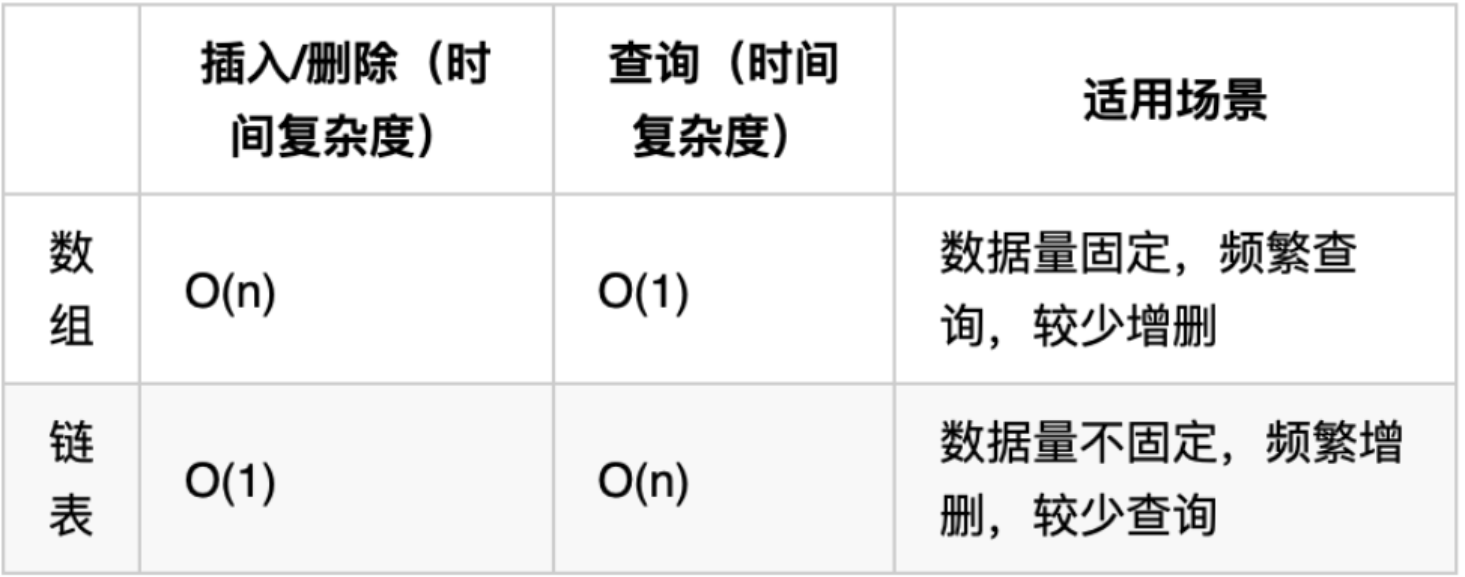 插入/删除（时
间复杂度）
查询（时间
复杂度）
适用场景
数
组
O(n)
O(1)
数据量固定，频繁查
询，较少增删
链
表
O(1)
O(n)
数据量不固定，频繁增
删，较少查询